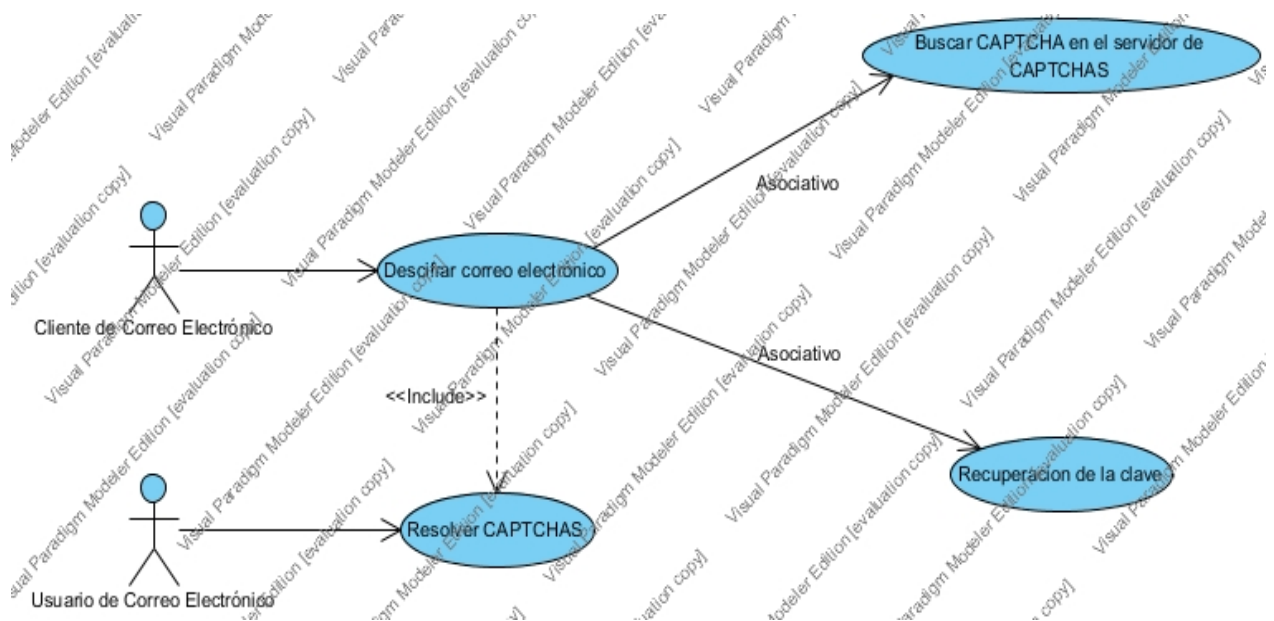 Buscar CAPTCHA en el servidor de
CAPTCHAS
Asociativo
Descifrar correo electrónico
Cliente de Correo Electrónico
Asociativo
<<Include>>
Recuperacion de la clave
Resolver CAPTCHAS
Usuario de Correo Electrónico
Visual Paradigm Modeler Edition [evaluation copy]